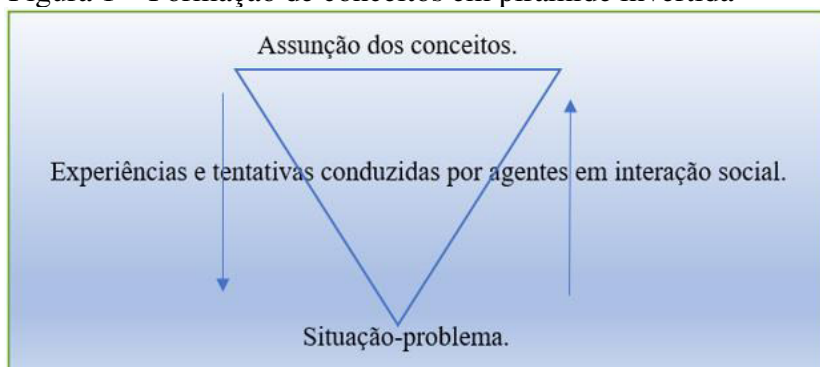 Figura 1 – Formação de conceitos em pirâmide invertida
Assunção dos conceitos.
Experiências e tentativas conduzidas por agentes em interação social.
Situação-problema.